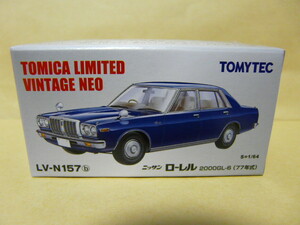 TOMICA LIMITED
VINTAGE NEO
TOMYTEC
LV-N157ⓑ
ニッサン ローレル 2000GL-6 (77年式)
S=1/64